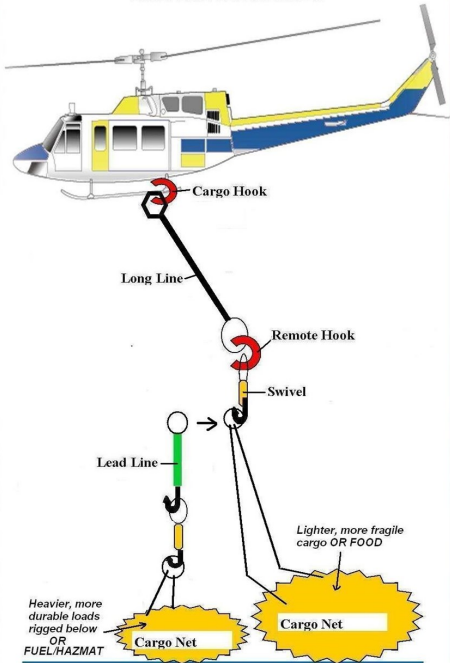 Cargo Hook
Long Line
Remote Hook
Swivel
Lead Line
Lighter, more fragile
cargo OR FOOD
Heavier, more
durable loads
rigged below
OR
FUEL/HAZMAT
Cargo Net
Cargo Net